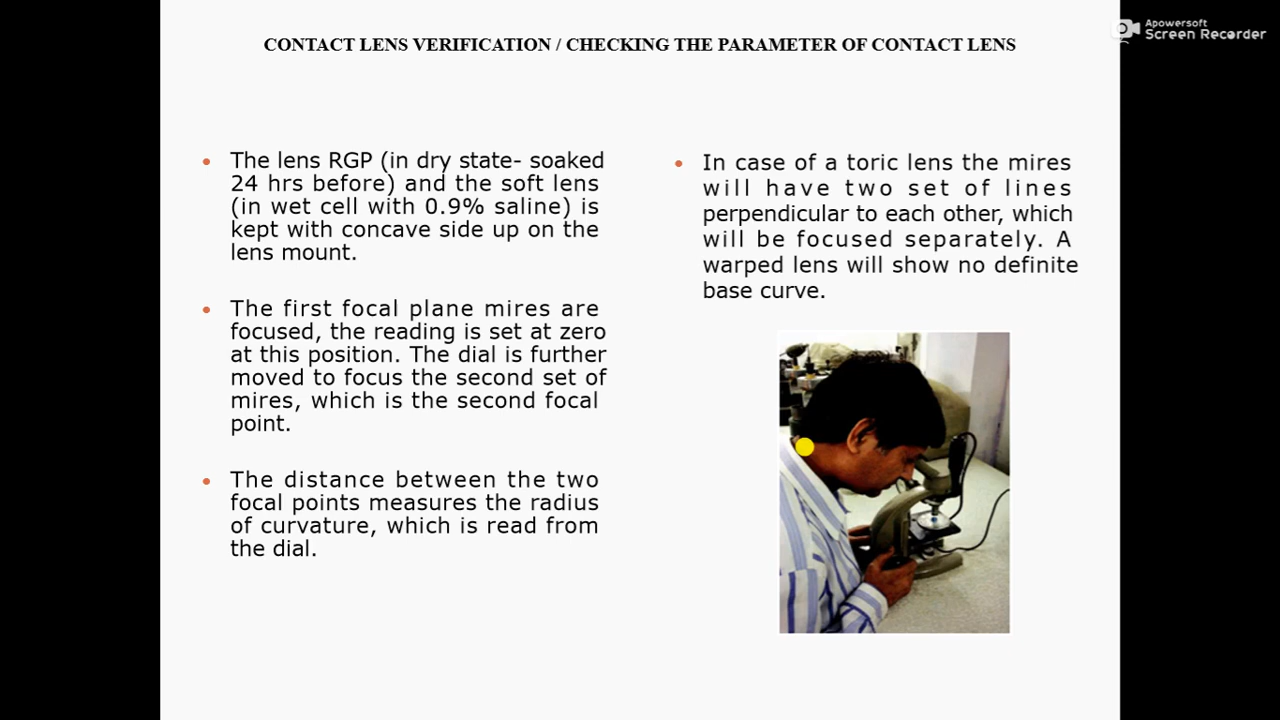 CONTACT LENS VERIFICATION / CHECKING THE PARAMETER OF CONTACT LENS
Apowersoft
Screen Recorder
• The lens RGP (in dry state- soaked
24 hrs before) and the soft lens
(in wet cell with 0.9% saline) is
kept with concave side up on the
lens mount.
• The first focal plane mires are
focused, the reading is set at zero
at this position. The dial is further
moved to focus the second set of
mires, which is the second focal
point.
• The distance between the two
focal points measures the radius
of curvature, which is read from
the dial.
• In case of a toric lens the mires
will have two set of lines
perpendicular to each other, which
will be focused separately. A
warped lens will show no definite
base curve.